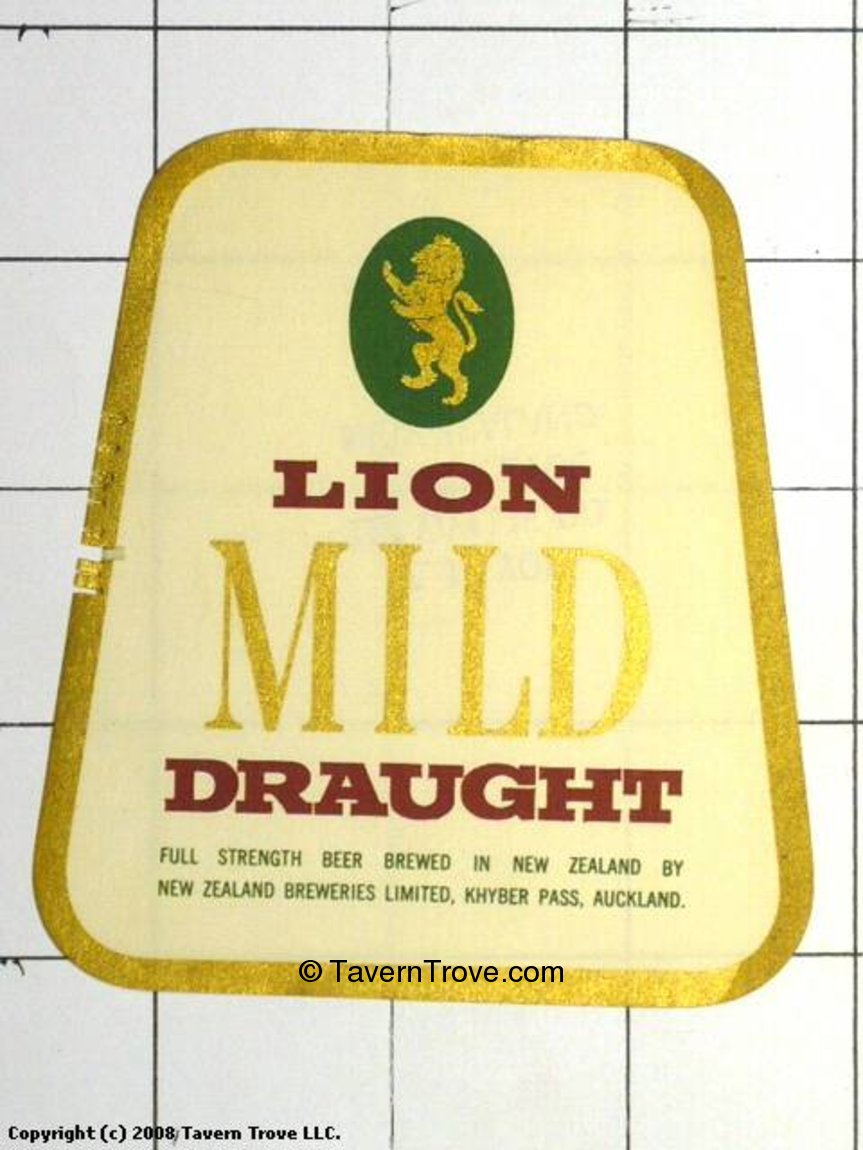 LION
MILD
DRAUGHT
FULL STRENGTH BEER BREWED IN NEW ZEALAND BY
NEW ZEALAND BREWERIES LIMITED, KHYBER PASS, AUCKLAND.
© TavernTrove.com
Copyright (c) 2008 Tavern Trove LLC.